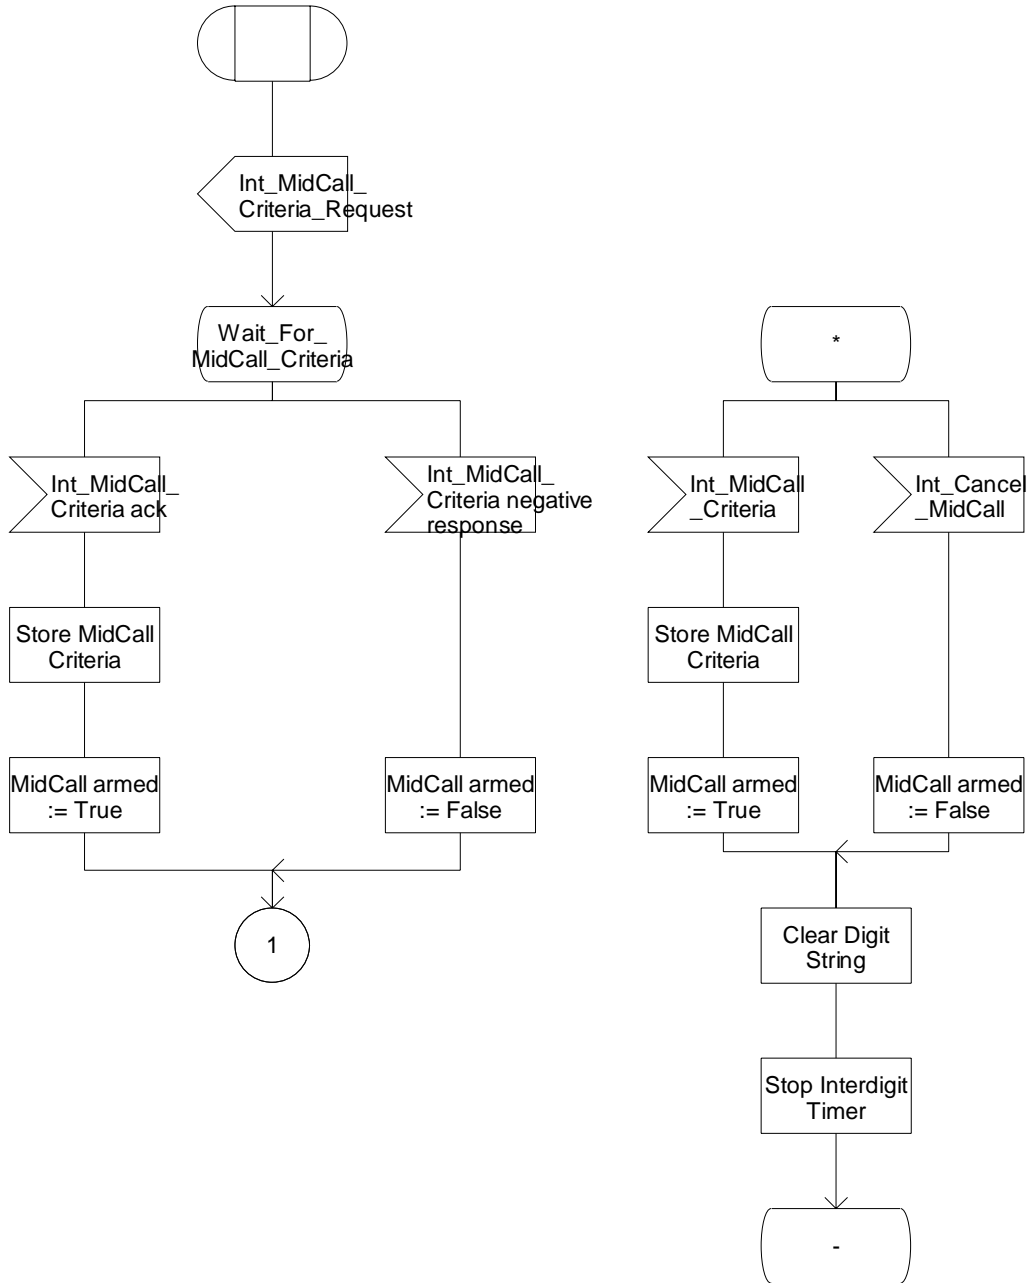 Int_MidCall_
Criteria_Request
Wait_For_
MidCall_Criteria
Int_MidCall_
Criteria ack
Int_MidCall_
Criteria negative
response
Store MidCall
Criteria
MidCall armed
:= True
MidCall armed
:= False
1
*
Int_MidCall
_Criteria
Int_Cancel
_MidCall
Store MidCall
Criteria
MidCall armed
:= True
MidCall armed
:= False
Clear Digit
String
Stop Interdigit
Timer
-